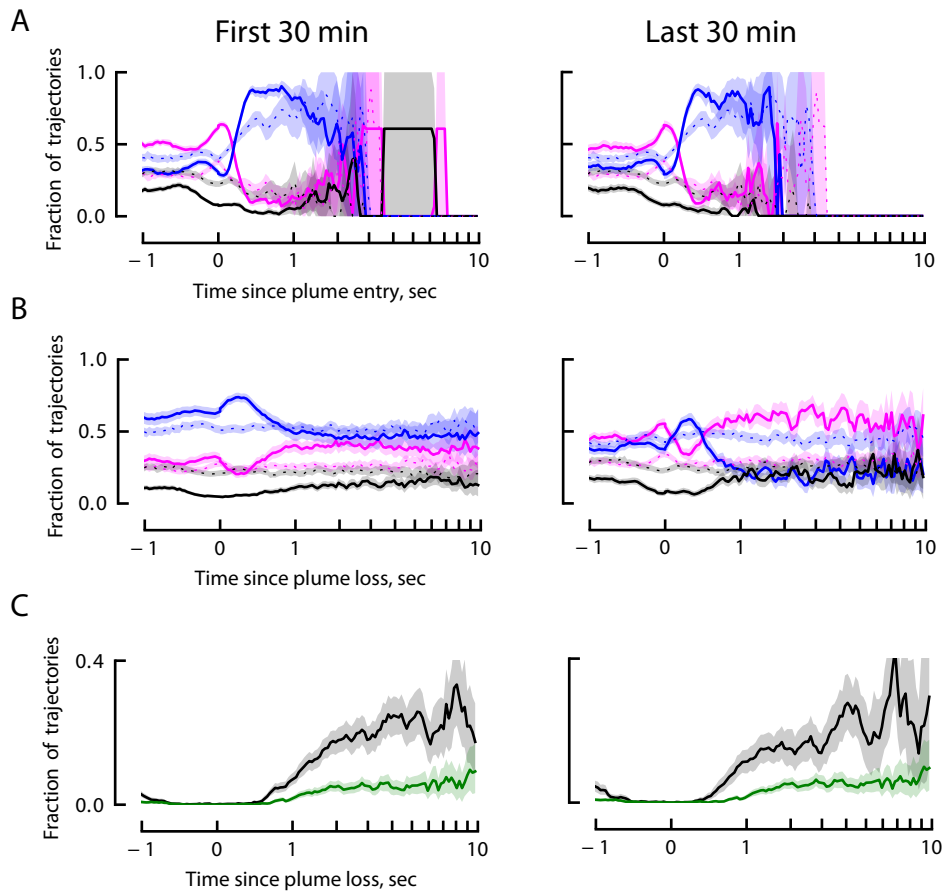 A
First 30 min
Last 30 min
Fraction of trajectories
1.0
0.5
0.0
− 1
0
1
10
− 1
0
1
10
Time since plume entry, sec
B
Fraction of trajectories
1.0
0.5
0.0
− 1
0
1
10
− 1
0
1
10
Time since plume loss, sec
C
Fraction of trajectories
0.4
0.0
− 1
0
1
10
− 1
0
1
10
Time since plume loss, sec